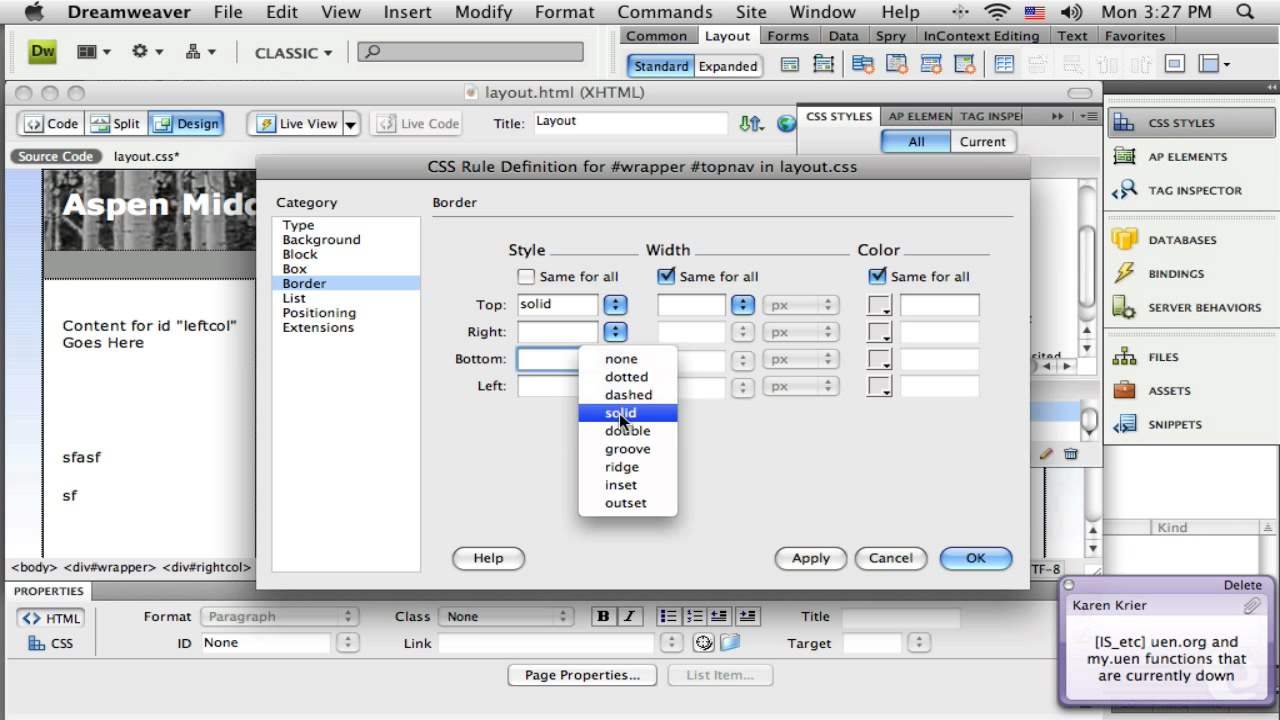 Dreamweaver File Edit View Insert Modify Format Commands Site Window Help Mon 3:27 PM
Dw CLASSIC
Common Layout Forms Data Spry InContext Editing Text Favorites
Standard Expanded
layout.html (XHTML)
Code Split Design Live View Live Code Title: Layout
CSS STYLES AP ELEMEN TAG INSPE
All Current
Source Code layout.css*
CSS STYLES
AP ELEMENTS
TAG INSPECTOR
DATABASES
BINDINGS
SERVER BEHAVIORS
FILES
ASSETS
SNIPPETS
CSS Rule Definition for #wrapper #topnav in layout.css
Category
Type
Background
Block
Box
Border
List
Positioning
Extensions
Border
Style Width Color
Same for all Same for all Same for all
Top: solid px
Right: px
Bottom: px
Left: px
none
dotted
dashed
solid
double
groove
ridge
inset
outset
Help Apply Cancel OK
Aspen Midd
Content for id "leftcol"
Goes Here
sfasf
sf
<body> <div#wrapper> <div#rightcol>
TF-8
Kind
PROPERTIES
HTML
CSS
Format Paragraph Class None B I Title
ID None Link Target
Page Properties... List Item...
Delete
Karen Krier
[IS_etc] uen.org and
my.uen functions that
are currently down